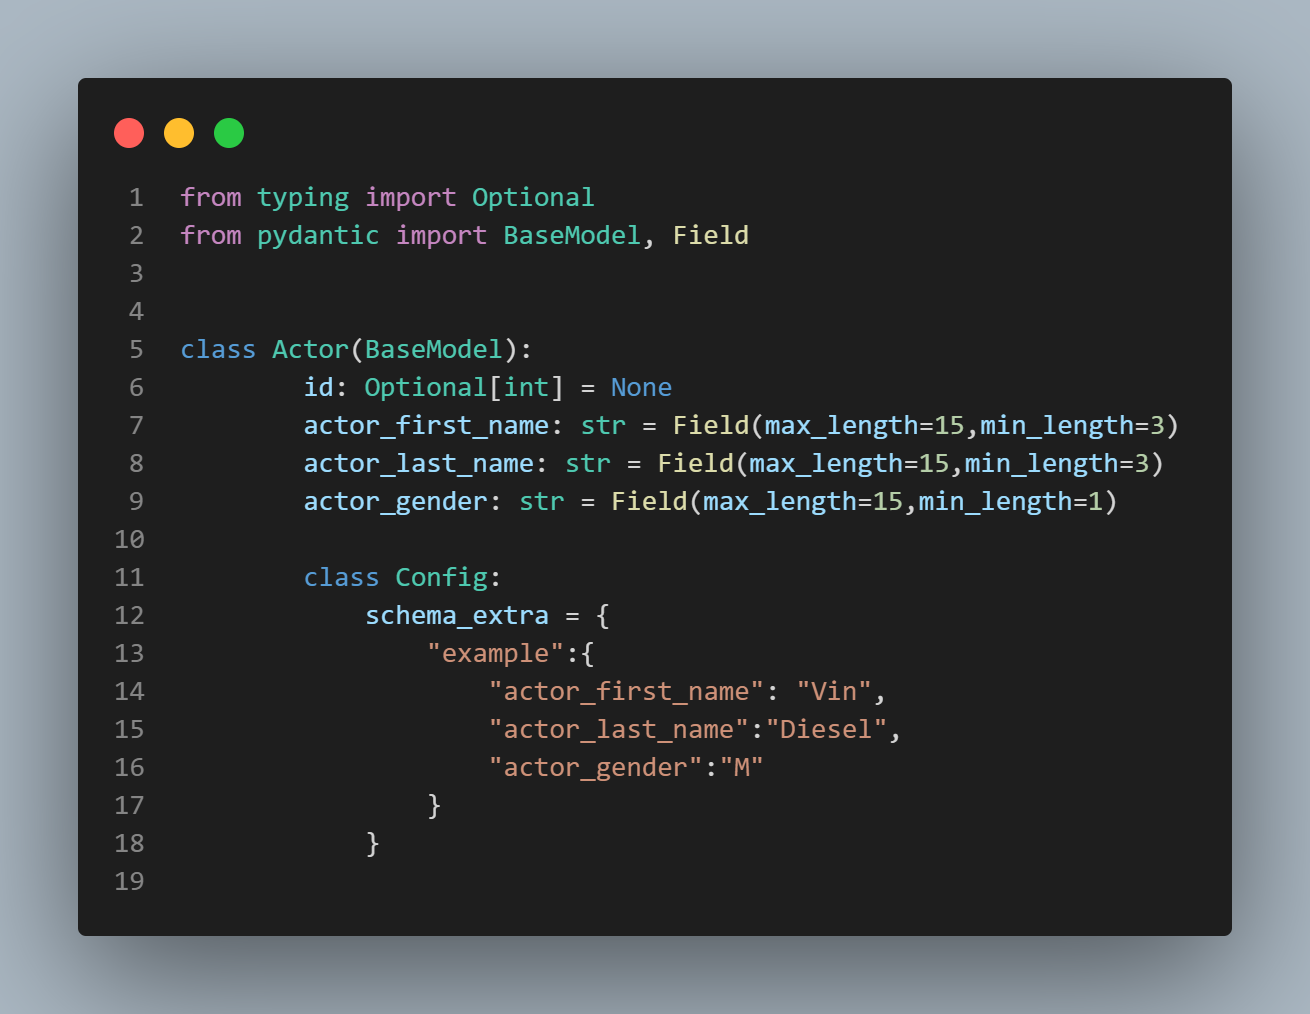 1 from typing import Optional
2 from pydantic import BaseModel, Field
3
4
5 class Actor(BaseModel):
6         id: Optional[int] = None
7         actor_first_name: str = Field(max_length=15,min_length=3)
8         actor_last_name: str = Field(max_length=15,min_length=3)
9         actor_gender: str = Field(max_length=15,min_length=1)
10
11         class Config:
12             schema_extra = {
13                 "example":{
14                     "actor_first_name": "Vin",
15                     "actor_last_name":"Diesel",
16                     "actor_gender":"M"
17                 }
18             }
19